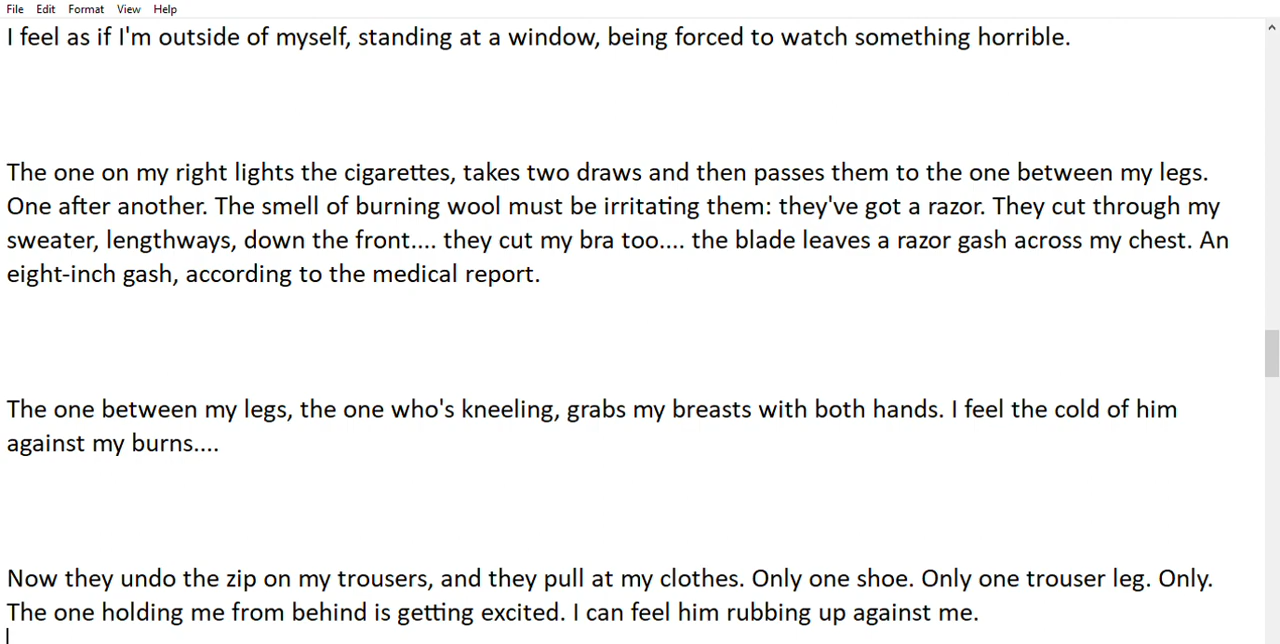 File Edit Format View Help
I feel as if I'm outside of myself, standing at a window, being forced to watch something horrible.
The one on my right lights the cigarettes, takes two draws and then passes them to the one between my legs.
One after another. The smell of burning wool must be irritating them: they've got a razor. They cut through my
sweater, lengthways, down the front.... they cut my bra too.... the blade leaves a razor gash across my chest. An
eight-inch gash, according to the medical report.
The one between my legs, the one who's kneeling, grabs my breasts with both hands. I feel the cold of him
against my burns....
Now they undo the zip on my trousers, and they pull at my clothes. Only one shoe. Only one trouser leg. Only.
The one holding me from behind is getting excited. I can feel him rubbing up against me.